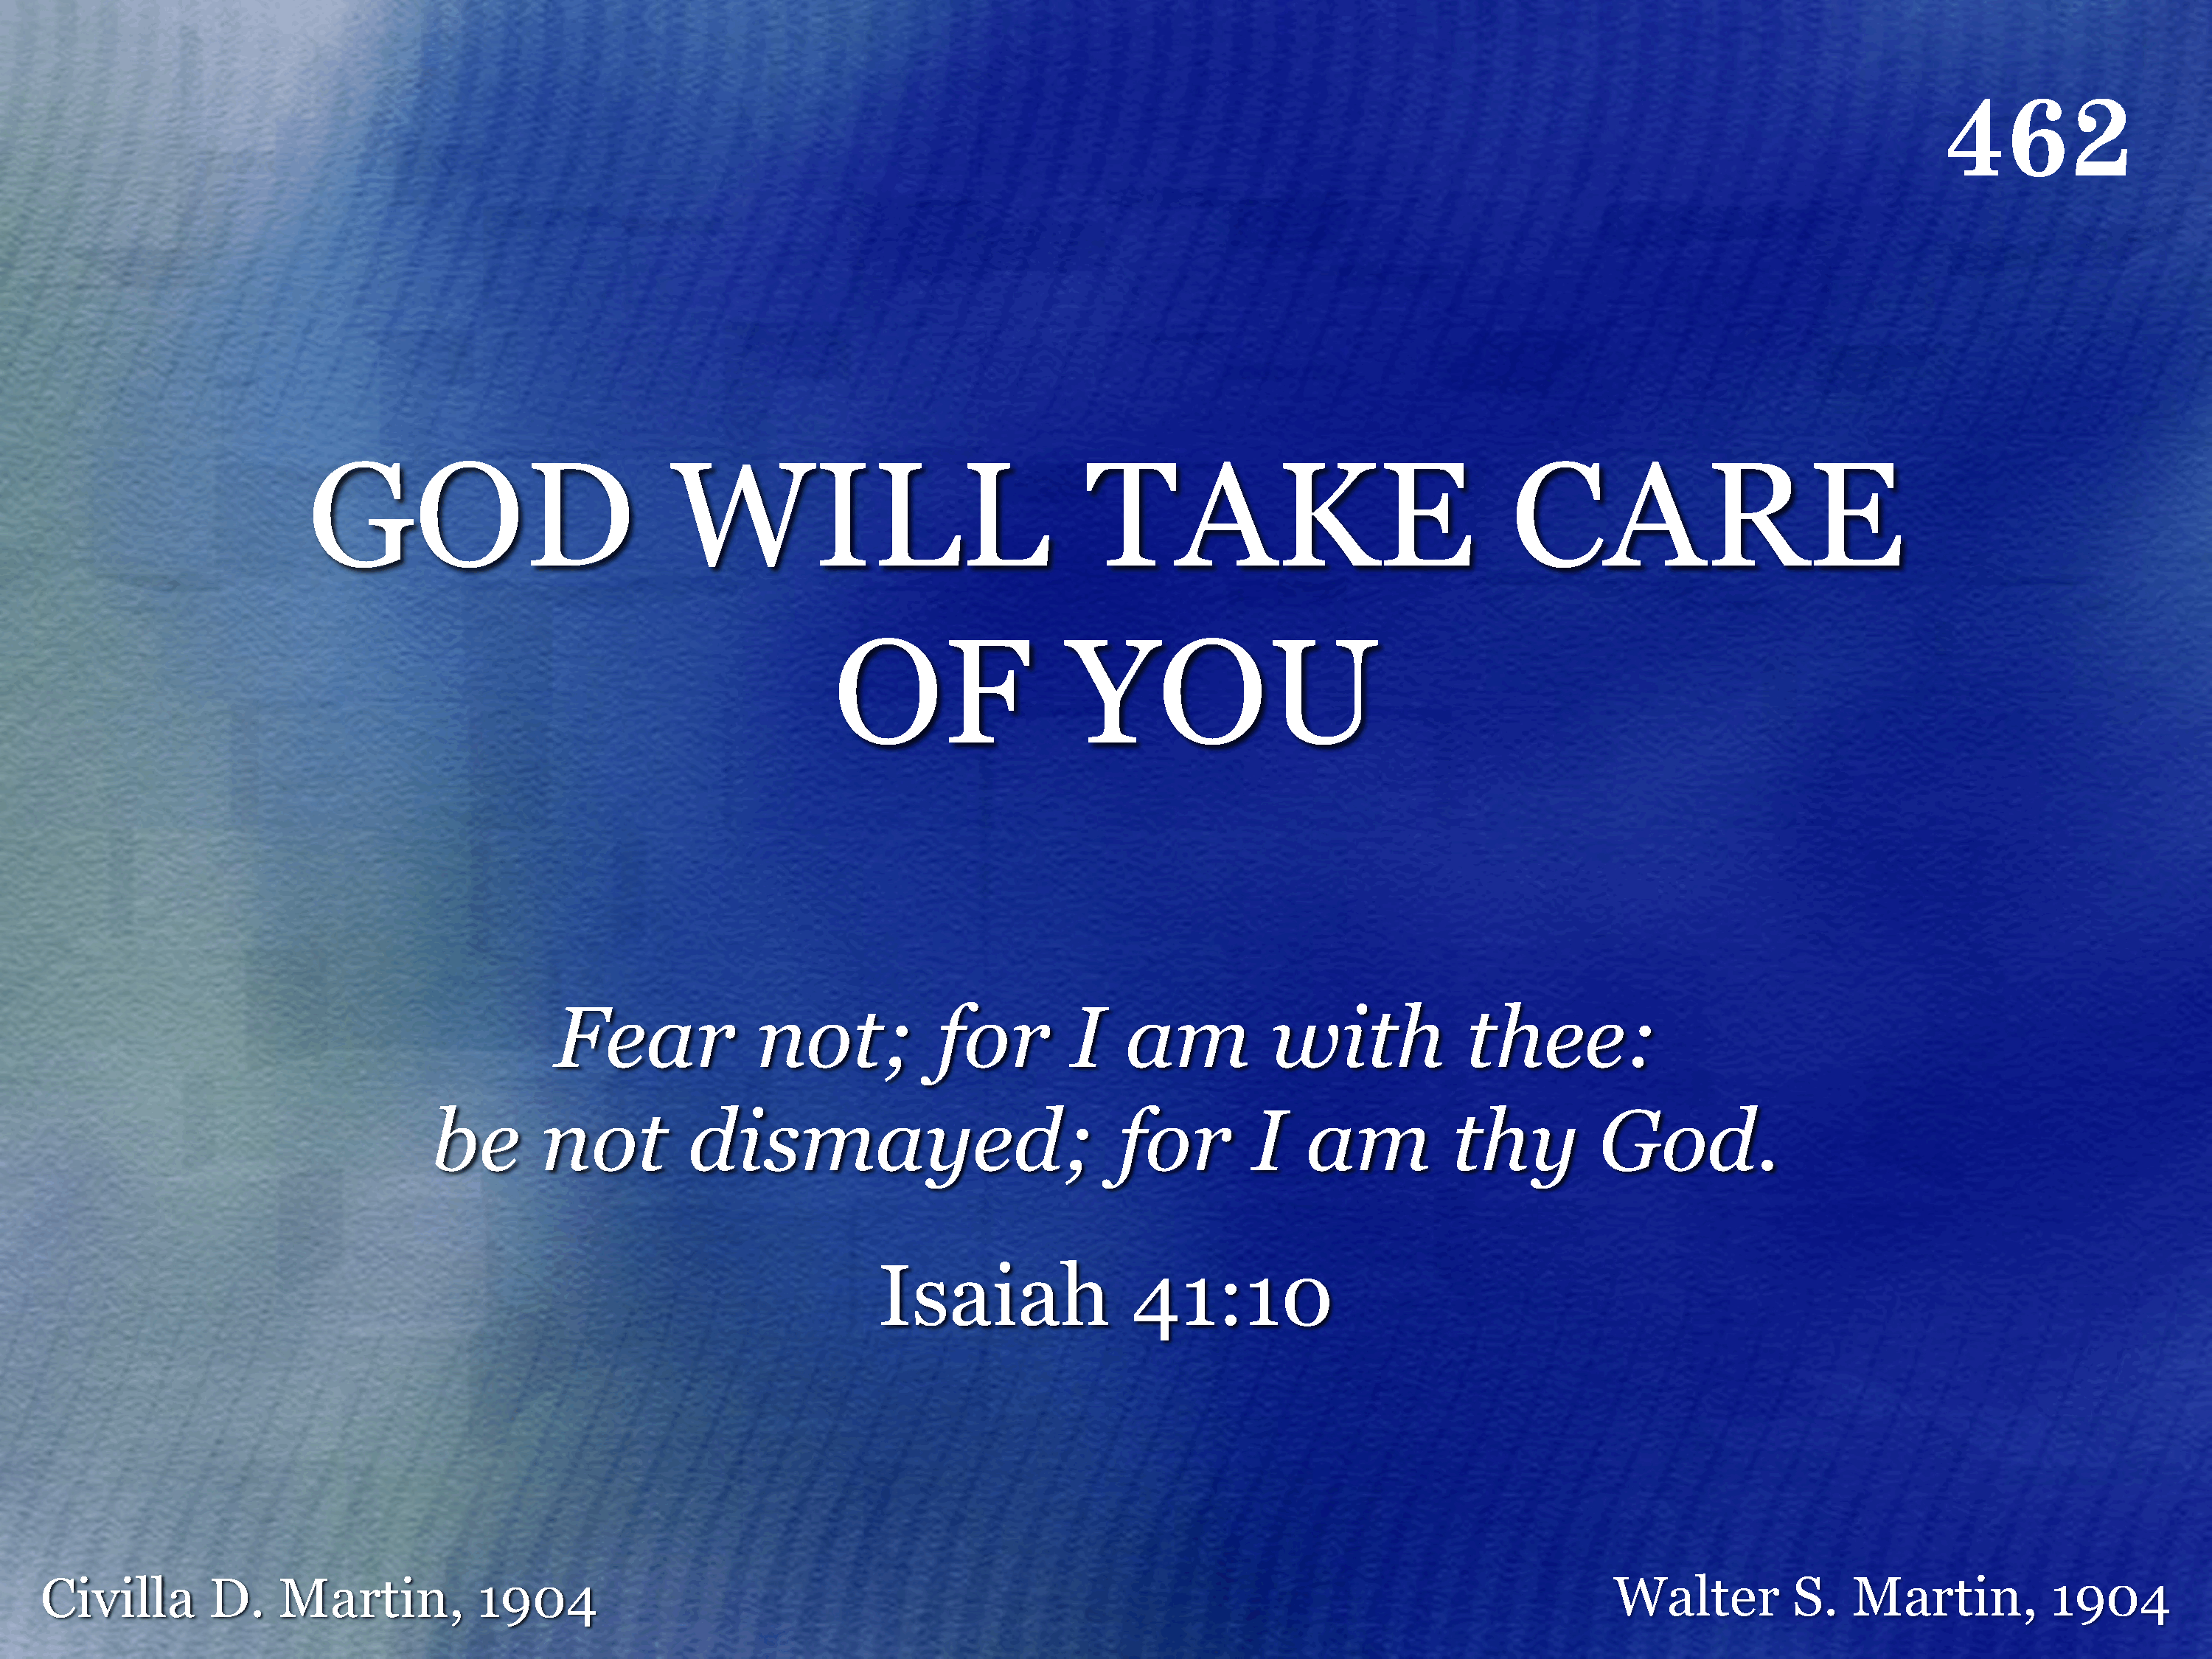 462
GOD WILL TAKE CARE
OF YOU
Fear not; for I am with thee:
be not dismayed; for I am thy God.
Isaiah 41:10
Civilla D. Martin, 1904
Walter S. Martin, 1904